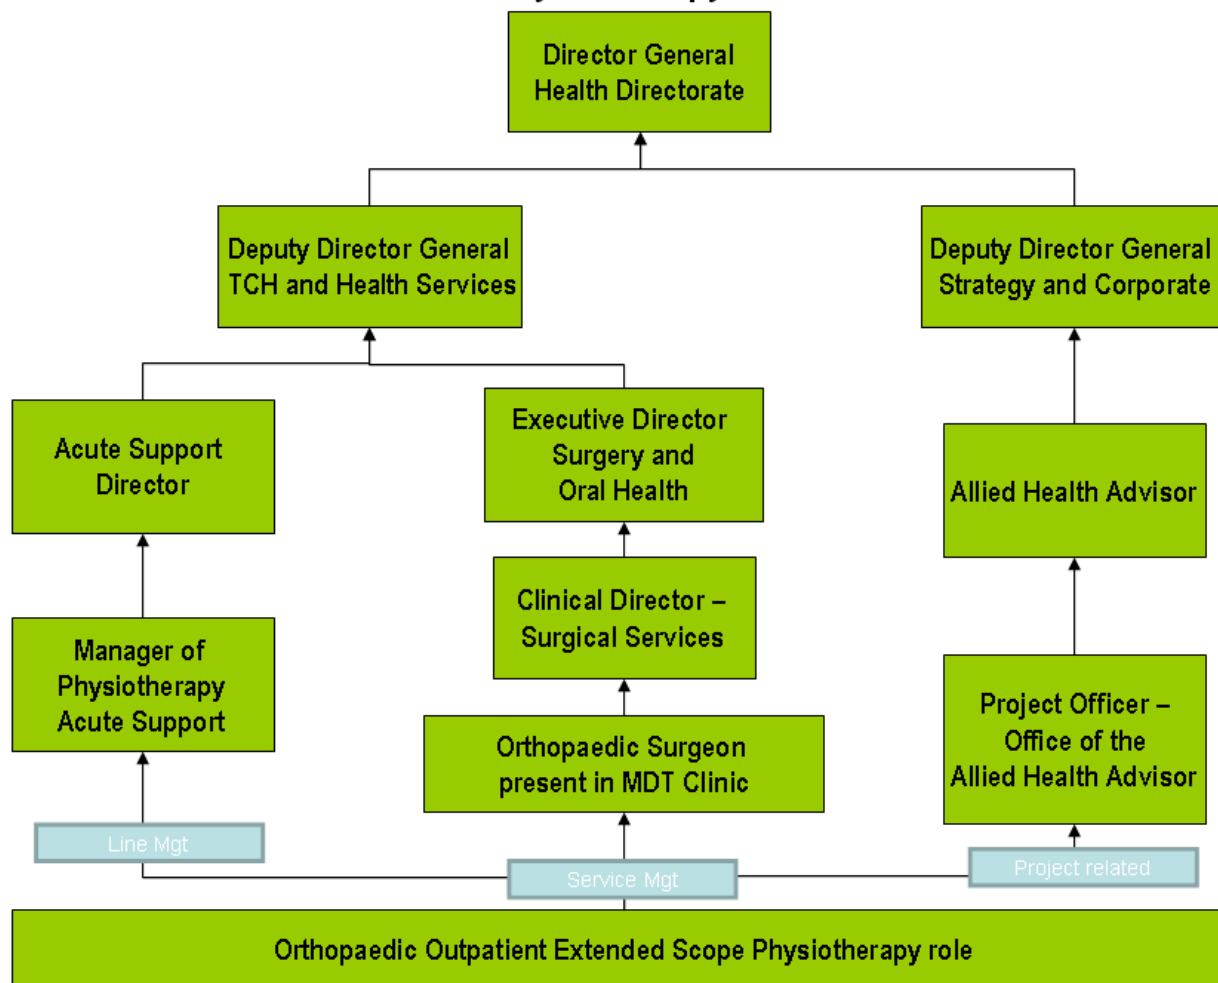 Director General
Health Directorate
Deputy Director General
TCH and Health Services
Deputy Director General
Strategy and Corporate
Acute Support
Director
Executive Director
Surgery and
Oral Health
Allied Health Advisor
Clinical Director –
Surgical Services
Manager of
Physiotherapy
Acute Support
Project Officer –
Office of the
Allied Health Advisor
Orthopaedic Surgeon
present in MDT Clinic
Line Mgt
Service Mgt
Project related
Orthopaedic Outpatient Extended Scope Physiotherapy role